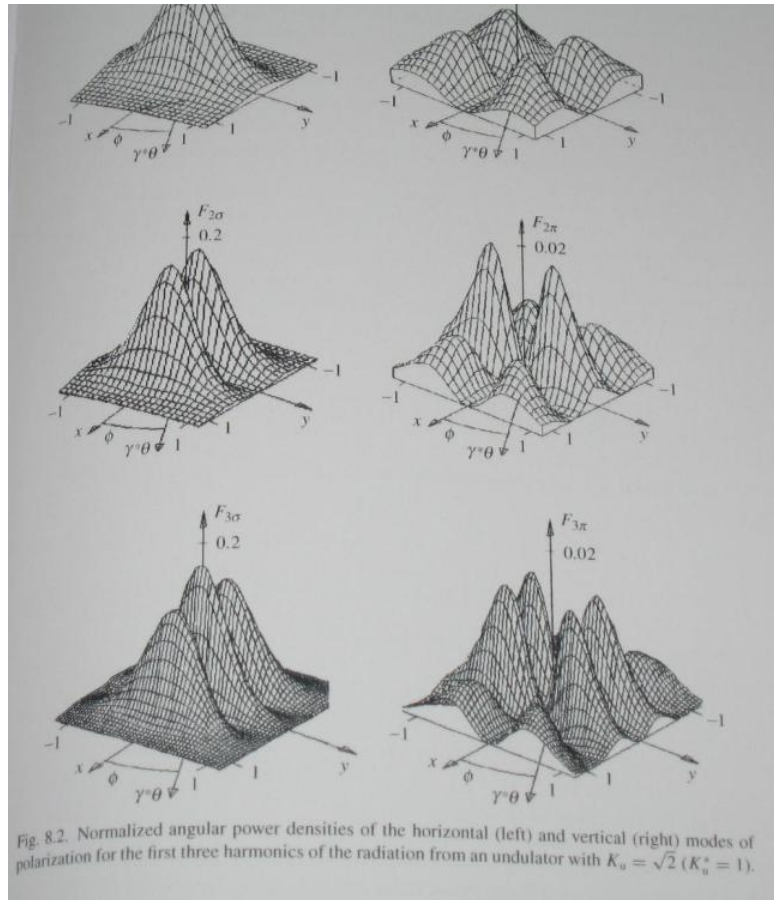 −1
−1
x
ϕ
γ*θ
1
1
y
−1
−1
x
ϕ
γ*θ
1
1
y
F2σ
0.2
−1
−1
x
ϕ
γ*θ
1
1
y
F2π
0.02
−1
−1
x
ϕ
γ*θ
1
1
y
F3σ
0.2
−1
x
ϕ
γ*θ
1
1
y
F3π
0.02
−1
−1
x
ϕ
γ*θ
1
1
y
Fig. 8.2. Normalized angular power densities of the horizontal (left) and vertical (right) modes of
polarization for the first three harmonics of the radiation from an undulator with Ku = √2 (K*u = 1).